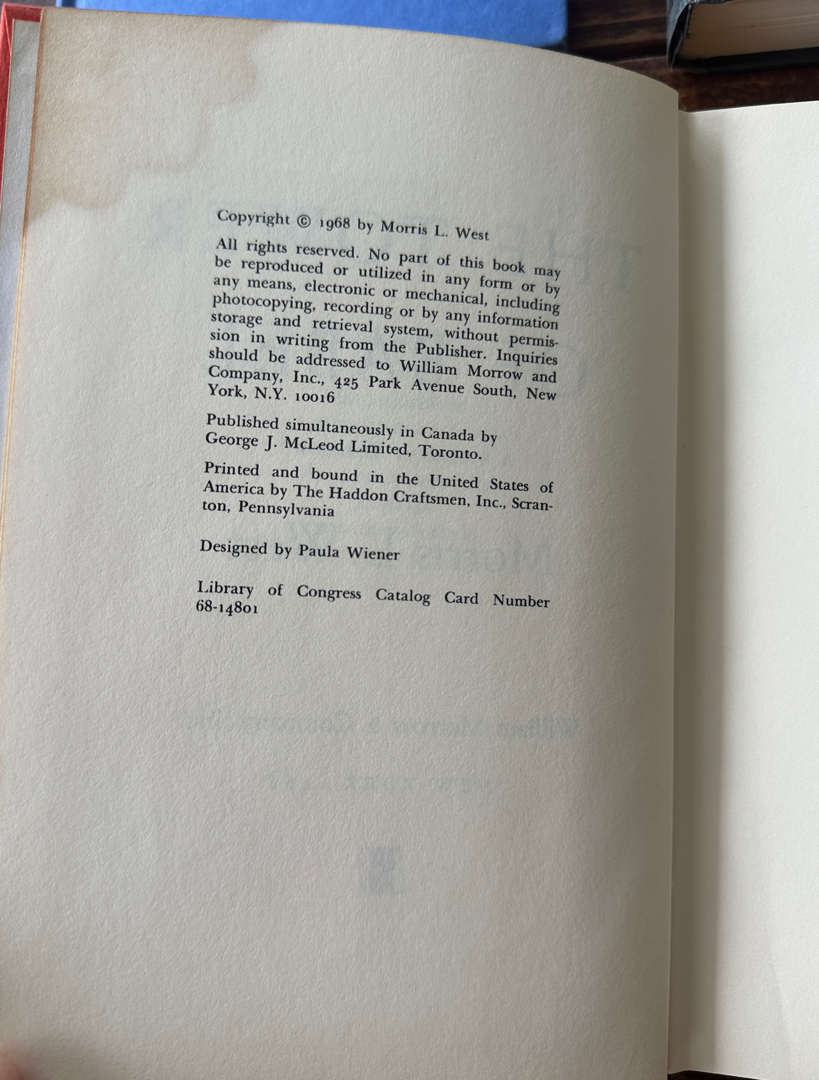 Copyright © 1968 by Morris L. West
All rights reserved. No part of this book may
be reproduced or utilized in any form or by
any means, electronic or mechanical, including
photocopying, recording or by any information
storage and retrieval system, without permis-
sion in writing from the Publisher. Inquiries
should be addressed to William Morrow and
Company, Inc., 425 Park Avenue South, New
York, N.Y. 10016
Published simultaneously in Canada by
George J. McLeod Limited, Toronto.
Printed and bound in the United States of
America by The Haddon Craftsmen, Inc., Scran-
ton, Pennsylvania
Designed by Paula Wiener
Library of Congress Catalog Card Number
68-14801